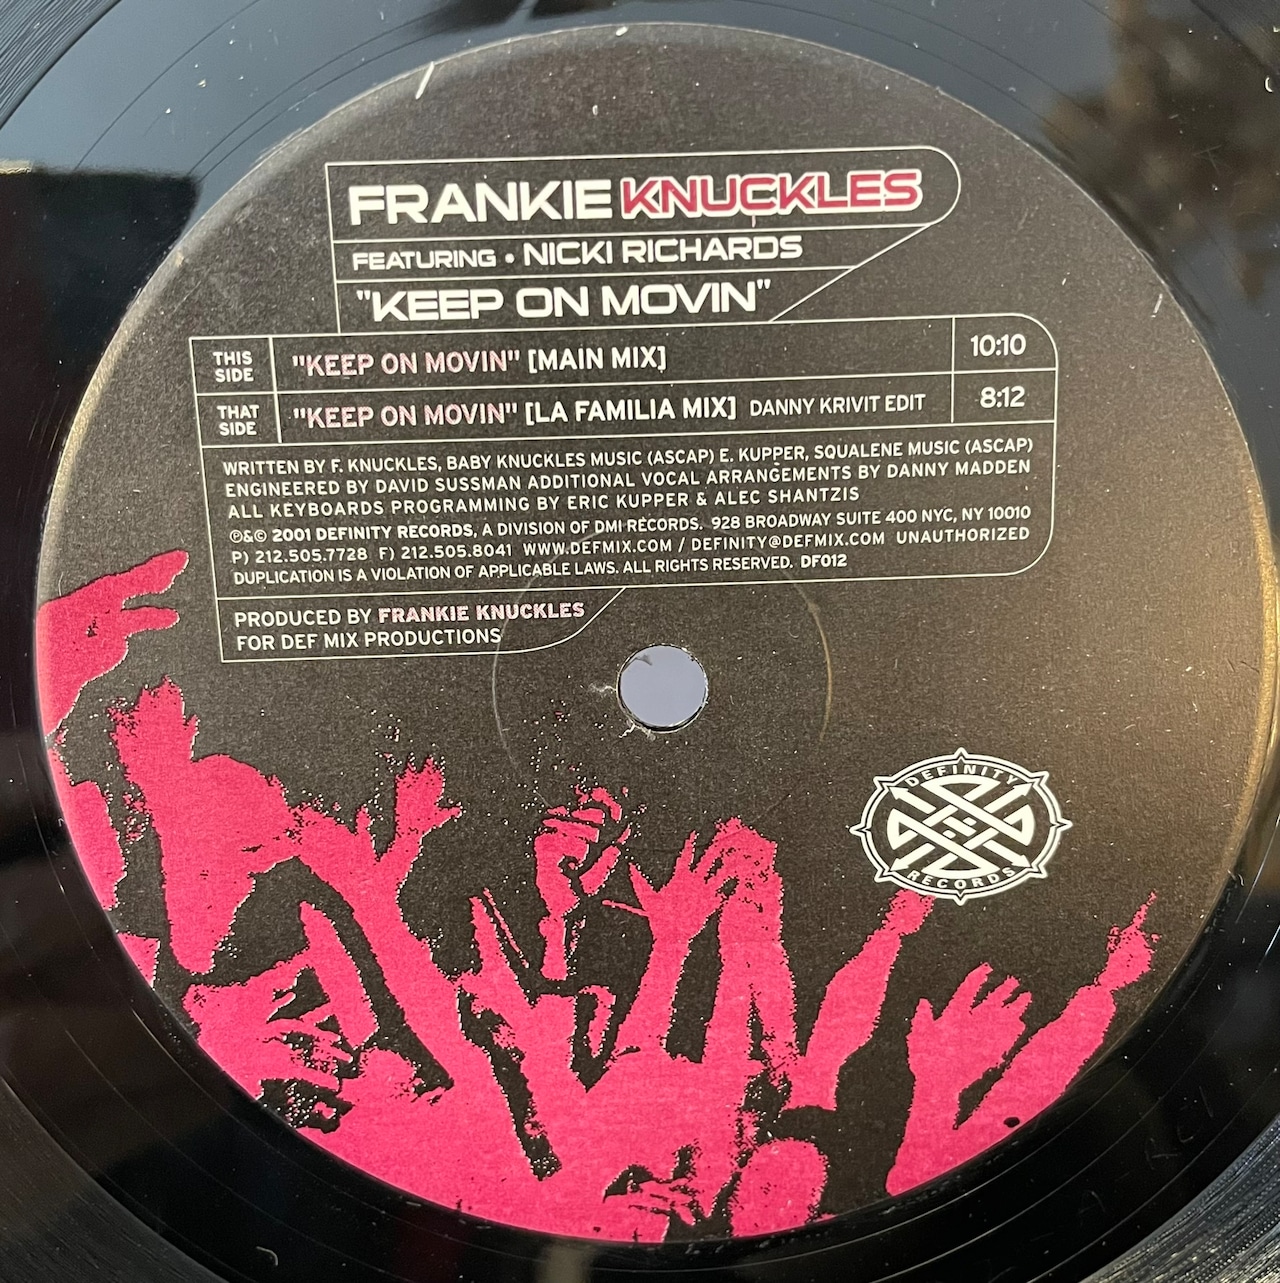 FRANKIE KNUCKLES
FEATURING • NICKI RICHARDS
"KEEP ON MOVIN"
THIS SIDE "KEEP ON MOVIN" [MAIN MIX] 10:10
THAT SIDE "KEEP ON MOVIN" [LA FAMILIA MIX] DANNY KRIVIT EDIT 8:12
WRITTEN BY F. KNUCKLES, BABY KNUCKLES MUSIC (ASCAP) E. KUPPER, SQUALENE MUSIC (ASCAP)
ENGINEERED BY DAVID SUSSMAN ADDITIONAL VOCAL ARRANGEMENTS BY DANNY MADDEN
ALL KEYBOARDS PROGRAMMING BY ERIC KUPPER & ALEC SHANTZIS
℗&© 2001 DEFINITY RECORDS, A DIVISION OF DMI RECORDS. 928 BROADWAY SUITE 400 NYC, NY 10010
P) 212.505.7728 F) 212.505.8041 WWW.DEFMIX.COM / DEFINITY@DEFMIX.COM UNAUTHORIZED
DUPLICATION IS A VIOLATION OF APPLICABLE LAWS. ALL RIGHTS RESERVED. DF012
PRODUCED BY FRANKIE KNUCKLES
FOR DEF MIX PRODUCTIONS
DEFINITY
RECORDS